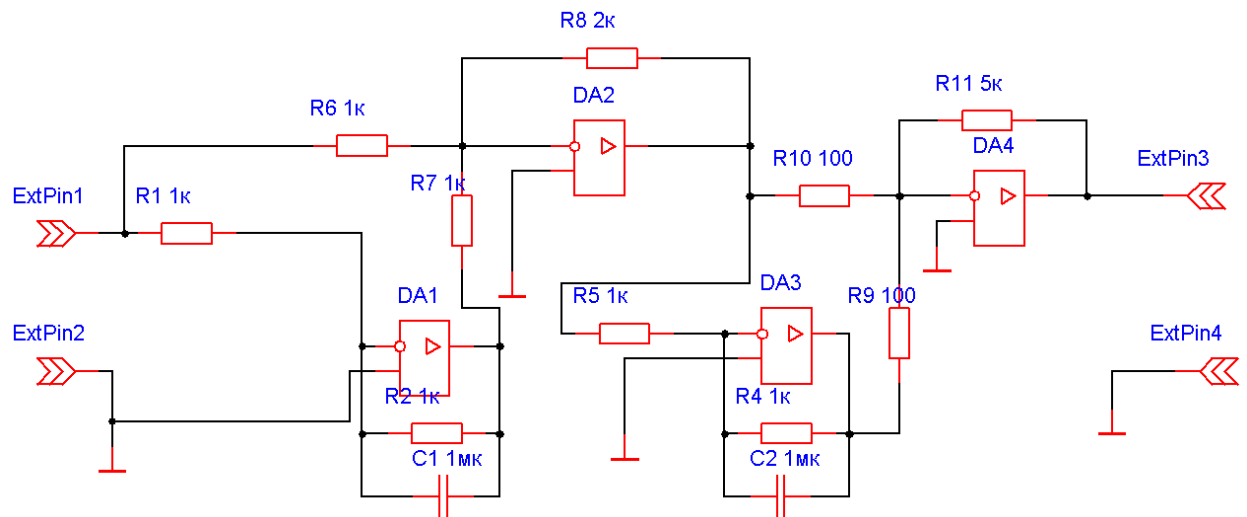 R8 2к
R6 1к
DA2
R11 5к
DA4
R10 100
ExtPin3
R7 1к
ExtPin1
R1 1к
DA1
R5 1к
DA3
R9 100
ExtPin2
ExtPin4
R2 1к
R4 1к
C1 1мк
C2 1мк